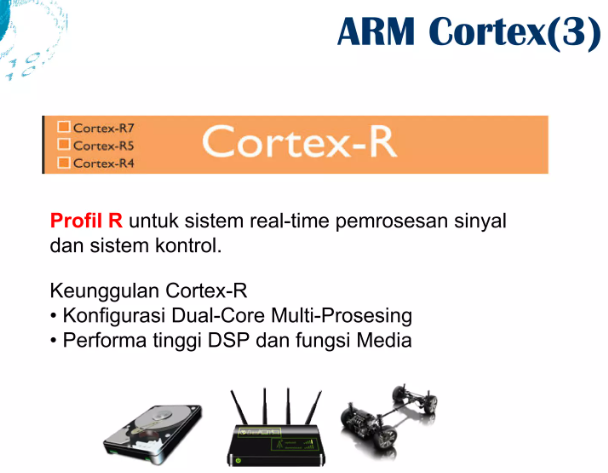 ARM Cortex(3)
Cortex-R7
Cortex-R5
Cortex-R4
Cortex-R
Profil R untuk sistem real-time pemrosesan sinyal
dan sistem kontrol.
Keunggulan Cortex-R
• Konfigurasi Dual-Core Multi-Prosesing
• Performa tinggi DSP dan fungsi Media